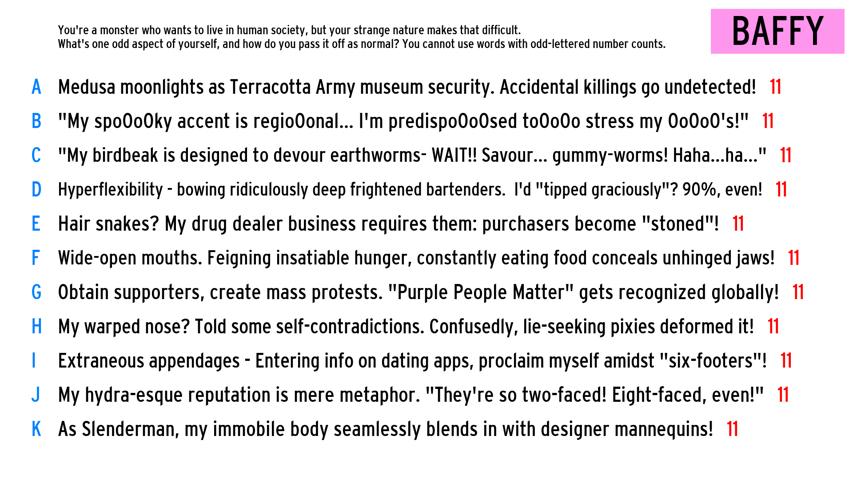 You're a monster who wants to live in human society, but your strange nature makes that difficult.
What's one odd aspect of yourself, and how do you pass it off as normal? You cannot use words with odd-lettered number counts.
BAFFY
A Medusa moonlights as Terracotta Army museum security. Accidental killings go undetected! 11
B "My spoOoOky accent is regioOonal... I'm predispoOoOsed toOoOo stress my OoOoO's!" 11
C "My birdbeak is designed to devour earthworms- WAIT!! Savour... gummy-worms! Haha...ha..." 11
D Hyperflexibility - bowing ridiculously deep frightened bartenders. I'd "tipped graciously"? 90%, even! 11
E Hair snakes? My drug dealer business requires them: purchasers become "stoned"! 11
F Wide-open mouths. Feigning insatiable hunger, constantly eating food conceals unhinged jaws! 11
G Obtain supporters, create mass protests. "Purple People Matter" gets recognized globally! 11
H My warped nose? Told some self-contradictions. Confusedly, lie-seeking pixies deformed it! 11
I Extraneous appendages - Entering info on dating apps, proclaim myself amidst "six-footers"! 11
J My hydra-esque reputation is mere metaphor. "They're so two-faced! Eight-faced, even!" 11
K As Slenderman, my immobile body seamlessly blends in with designer mannequins! 11